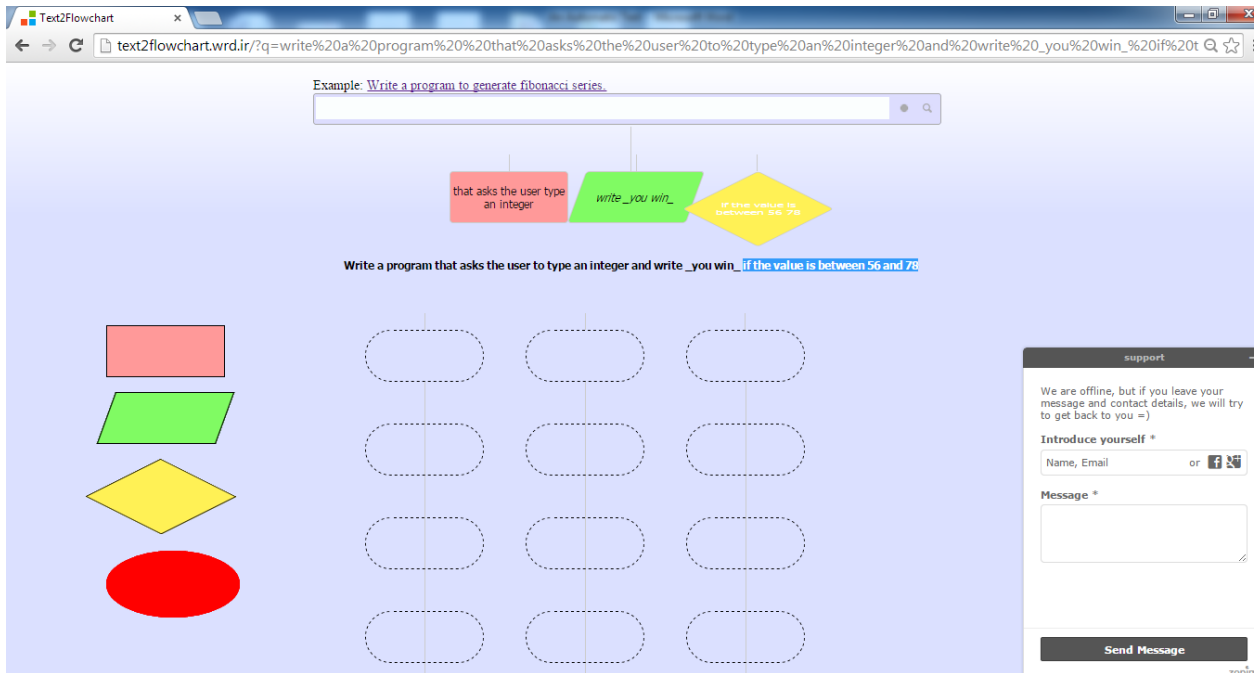 Text2Flowchart
text2flowchart.wrd.ir/?q=write%20a%20program%20%20that%20asks%20the%20user%20to%20type%20an%20integer%20and%20write%20_you%20win_%20if%20t
Example: Write a program to generate fibonacci series.
that asks the user type
an integer
write _you win_
if the value is
between 56 78
Write a program that asks the user to type an integer and write _you win_ if the value is between 56 and 78
support
We are offline, but if you leave your
message and contact details, we will try
to get back to you =)
Introduce yourself *
Name, Email or
Message *
Send Message